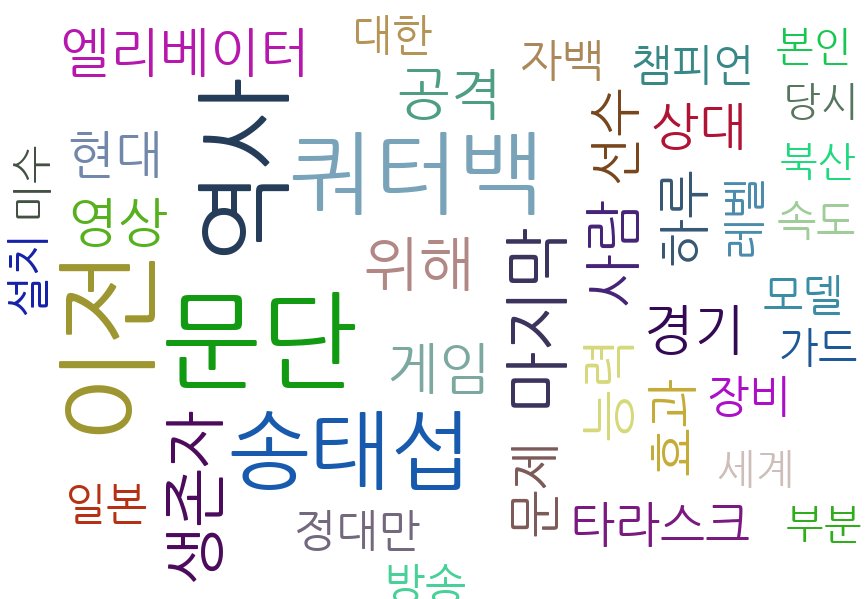 엘리베이터
대한
자백
챔피언
본인
공격
당시
역사
쿼터백
선수
상대
현대
북산
미수
영상
하루
레벨
속도
사람
위해
설치
이전
문단
마지막
모델
경기
가드
게임
능력
효과
장비
송태섭
생존자
문제
세계
일본
정대만
타라스크
부분
방송